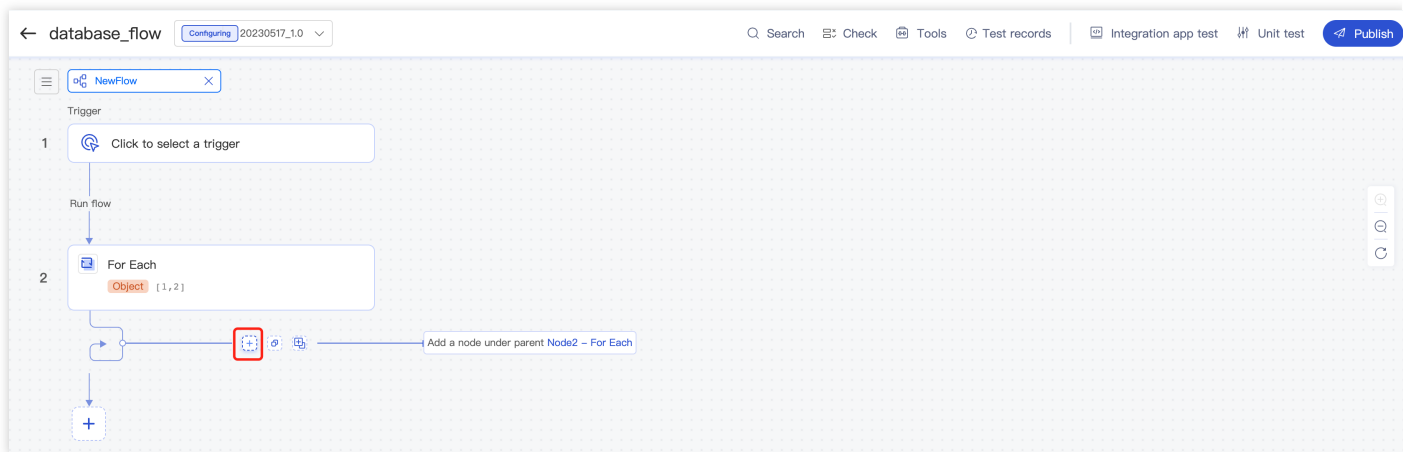 database_flow Configuring 20230517_1.0 Search Check Tools Test records Integration app test Unit test Publish
NewFlow
Trigger
1 Click to select a trigger
Run flow
2 For Each
Object [1,2]
Add a node under parent Node2 – For Each